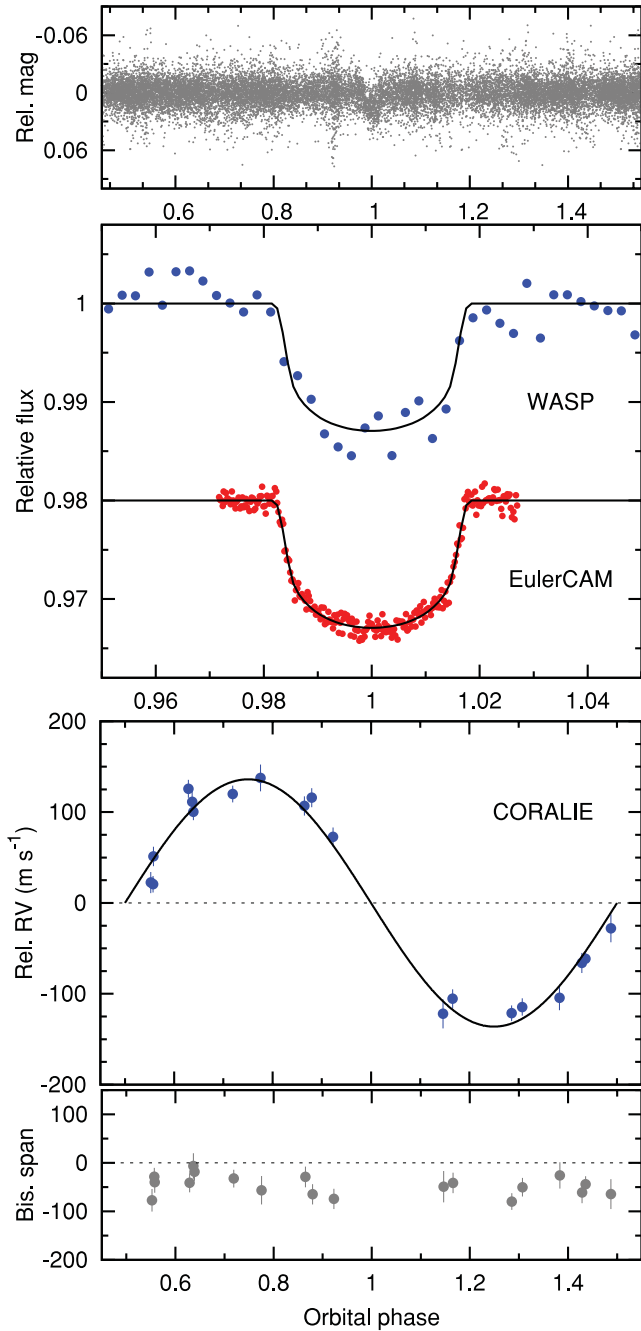 -0.06
0
0.06
Rel. mag
0.6 0.8 1 1.2 1.4
1
0.99
0.98
0.97
Relative flux
WASP
EulerCAM
0.96 0.98 1 1.02 1.04
200
100
0
-100
-200
Rel. RV (m s⁻¹)
CORALIE
100
0
-100
-200
Bis. span
0.6 0.8 1 1.2 1.4
Orbital phase